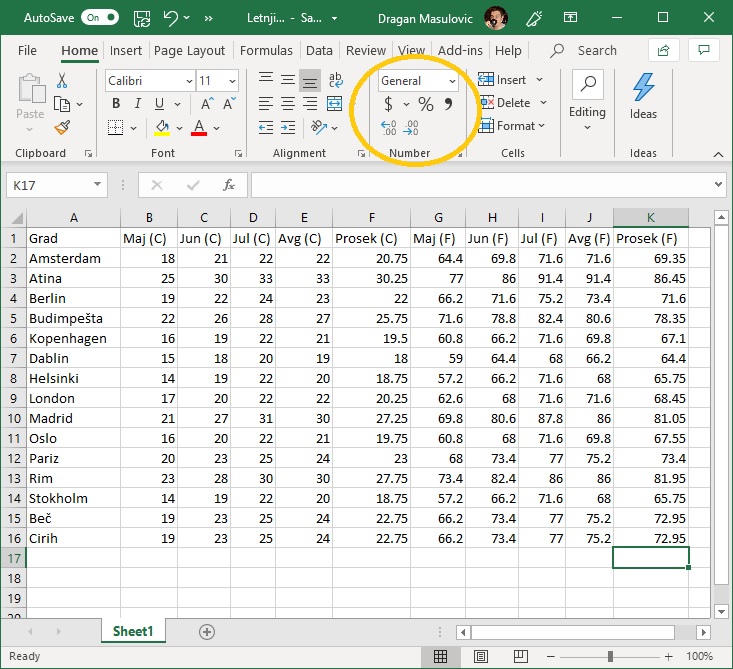 AutoSave On Letnji... - Sa... Dragan Masulovic
File Home Insert Page Layout Formulas Data Review View Add-ins Help Search
Paste Calibri 11 ab c General Insert Editing Ideas
B I U A A $ % , Delete
A .00 .00 Format
Clipboard Font Alignment Number Cells Ideas
K17 fx
A B C D E F G H I J K
1 Grad Maj (C) Jun (C) Jul (C) Avg (C) Prosek (C) Maj (F) Jun (F) Jul (F) Avg (F) Prosek (F)
2 Amsterdam 18 21 22 22 20.75 64.4 69.8 71.6 71.6 69.35
3 Atina 25 30 33 33 30.25 77 86 91.4 91.4 86.45
4 Berlin 19 22 24 23 22 66.2 71.6 75.2 73.4 71.6
5 Budimpešta 22 26 28 27 25.75 71.6 78.8 82.4 80.6 78.35
6 Kopenhagen 16 19 22 21 19.5 60.8 66.2 71.6 69.8 67.1
7 Dablin 15 18 20 19 18 59 64.4 68 66.2 64.4
8 Helsinki 14 19 22 20 18.75 57.2 66.2 71.6 68 65.75
9 London 17 20 22 22 20.25 62.6 68 71.6 71.6 68.45
10 Madrid 21 27 31 30 27.25 69.8 80.6 87.8 86 81.05
11 Oslo 16 20 22 21 19.75 60.8 68 71.6 69.8 67.55
12 Pariz 20 23 25 24 23 68 73.4 77 75.2 73.4
13 Rim 23 28 30 30 27.75 73.4 82.4 86 86 81.95
14 Stokholm 14 19 22 20 18.75 57.2 66.2 71.6 68 65.75
15 Beč 19 23 25 24 22.75 66.2 73.4 77 75.2 72.95
16 Cirih 19 23 25 24 22.75 66.2 73.4 77 75.2 72.95
17
18
19
20
Sheet1
Ready 100%